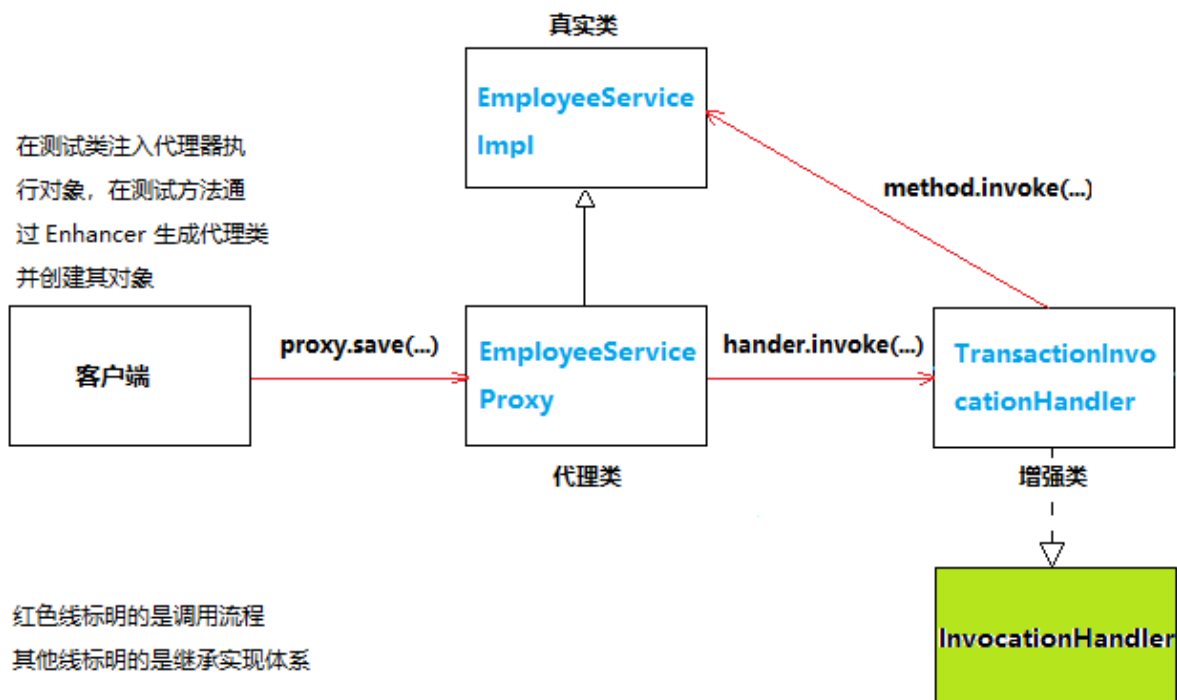 真实类
EmployeeService
Impl
在测试类注入代理器执
行对象，在测试方法通
过 Enhancer 生成代理类
并创建其对象
method.invoke(...)
客户端
proxy.save(...)
EmployeeService
Proxy
hander.invoke(...)
TransactionInvo
cationHandler
代理类
增强类
红色线标明的是调用流程
其他线标明的是继承实现体系
InvocationHandler